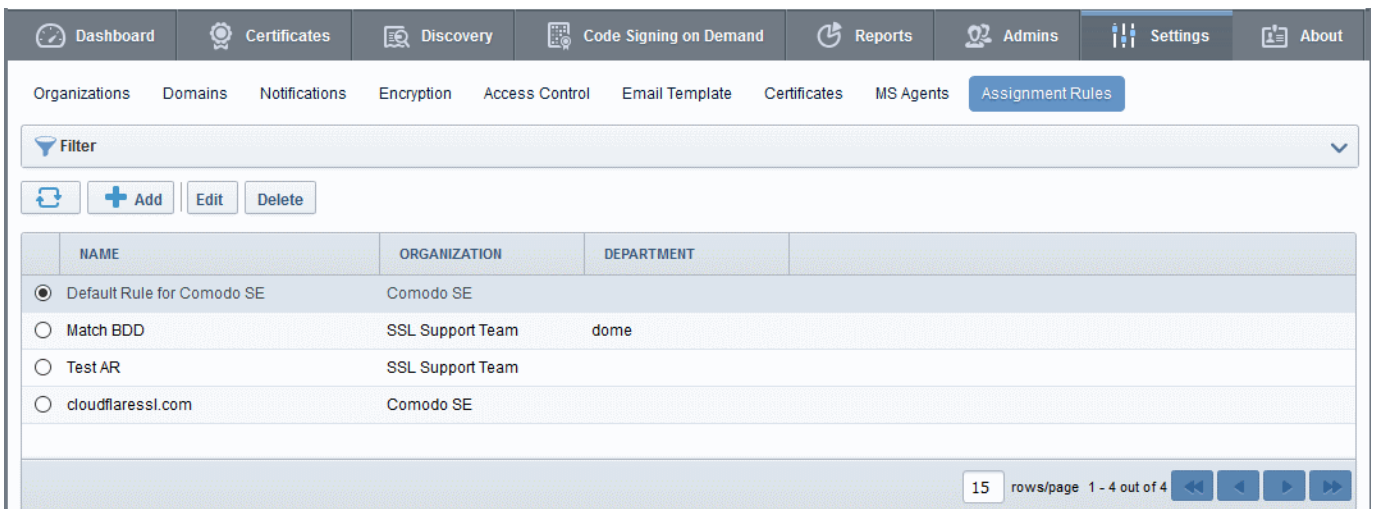 Dashboard Certificates Discovery Code Signing on Demand Reports Admins Settings About
Organizations Domains Notifications Encryption Access Control Email Template Certificates MS Agents Assignment Rules
Filter
Add Edit Delete
NAME ORGANIZATION DEPARTMENT
Default Rule for Comodo SE Comodo SE
Match BDD SSL Support Team dome
Test AR SSL Support Team
cloudflaressl.com Comodo SE
15 rows/page 1 - 4 out of 4